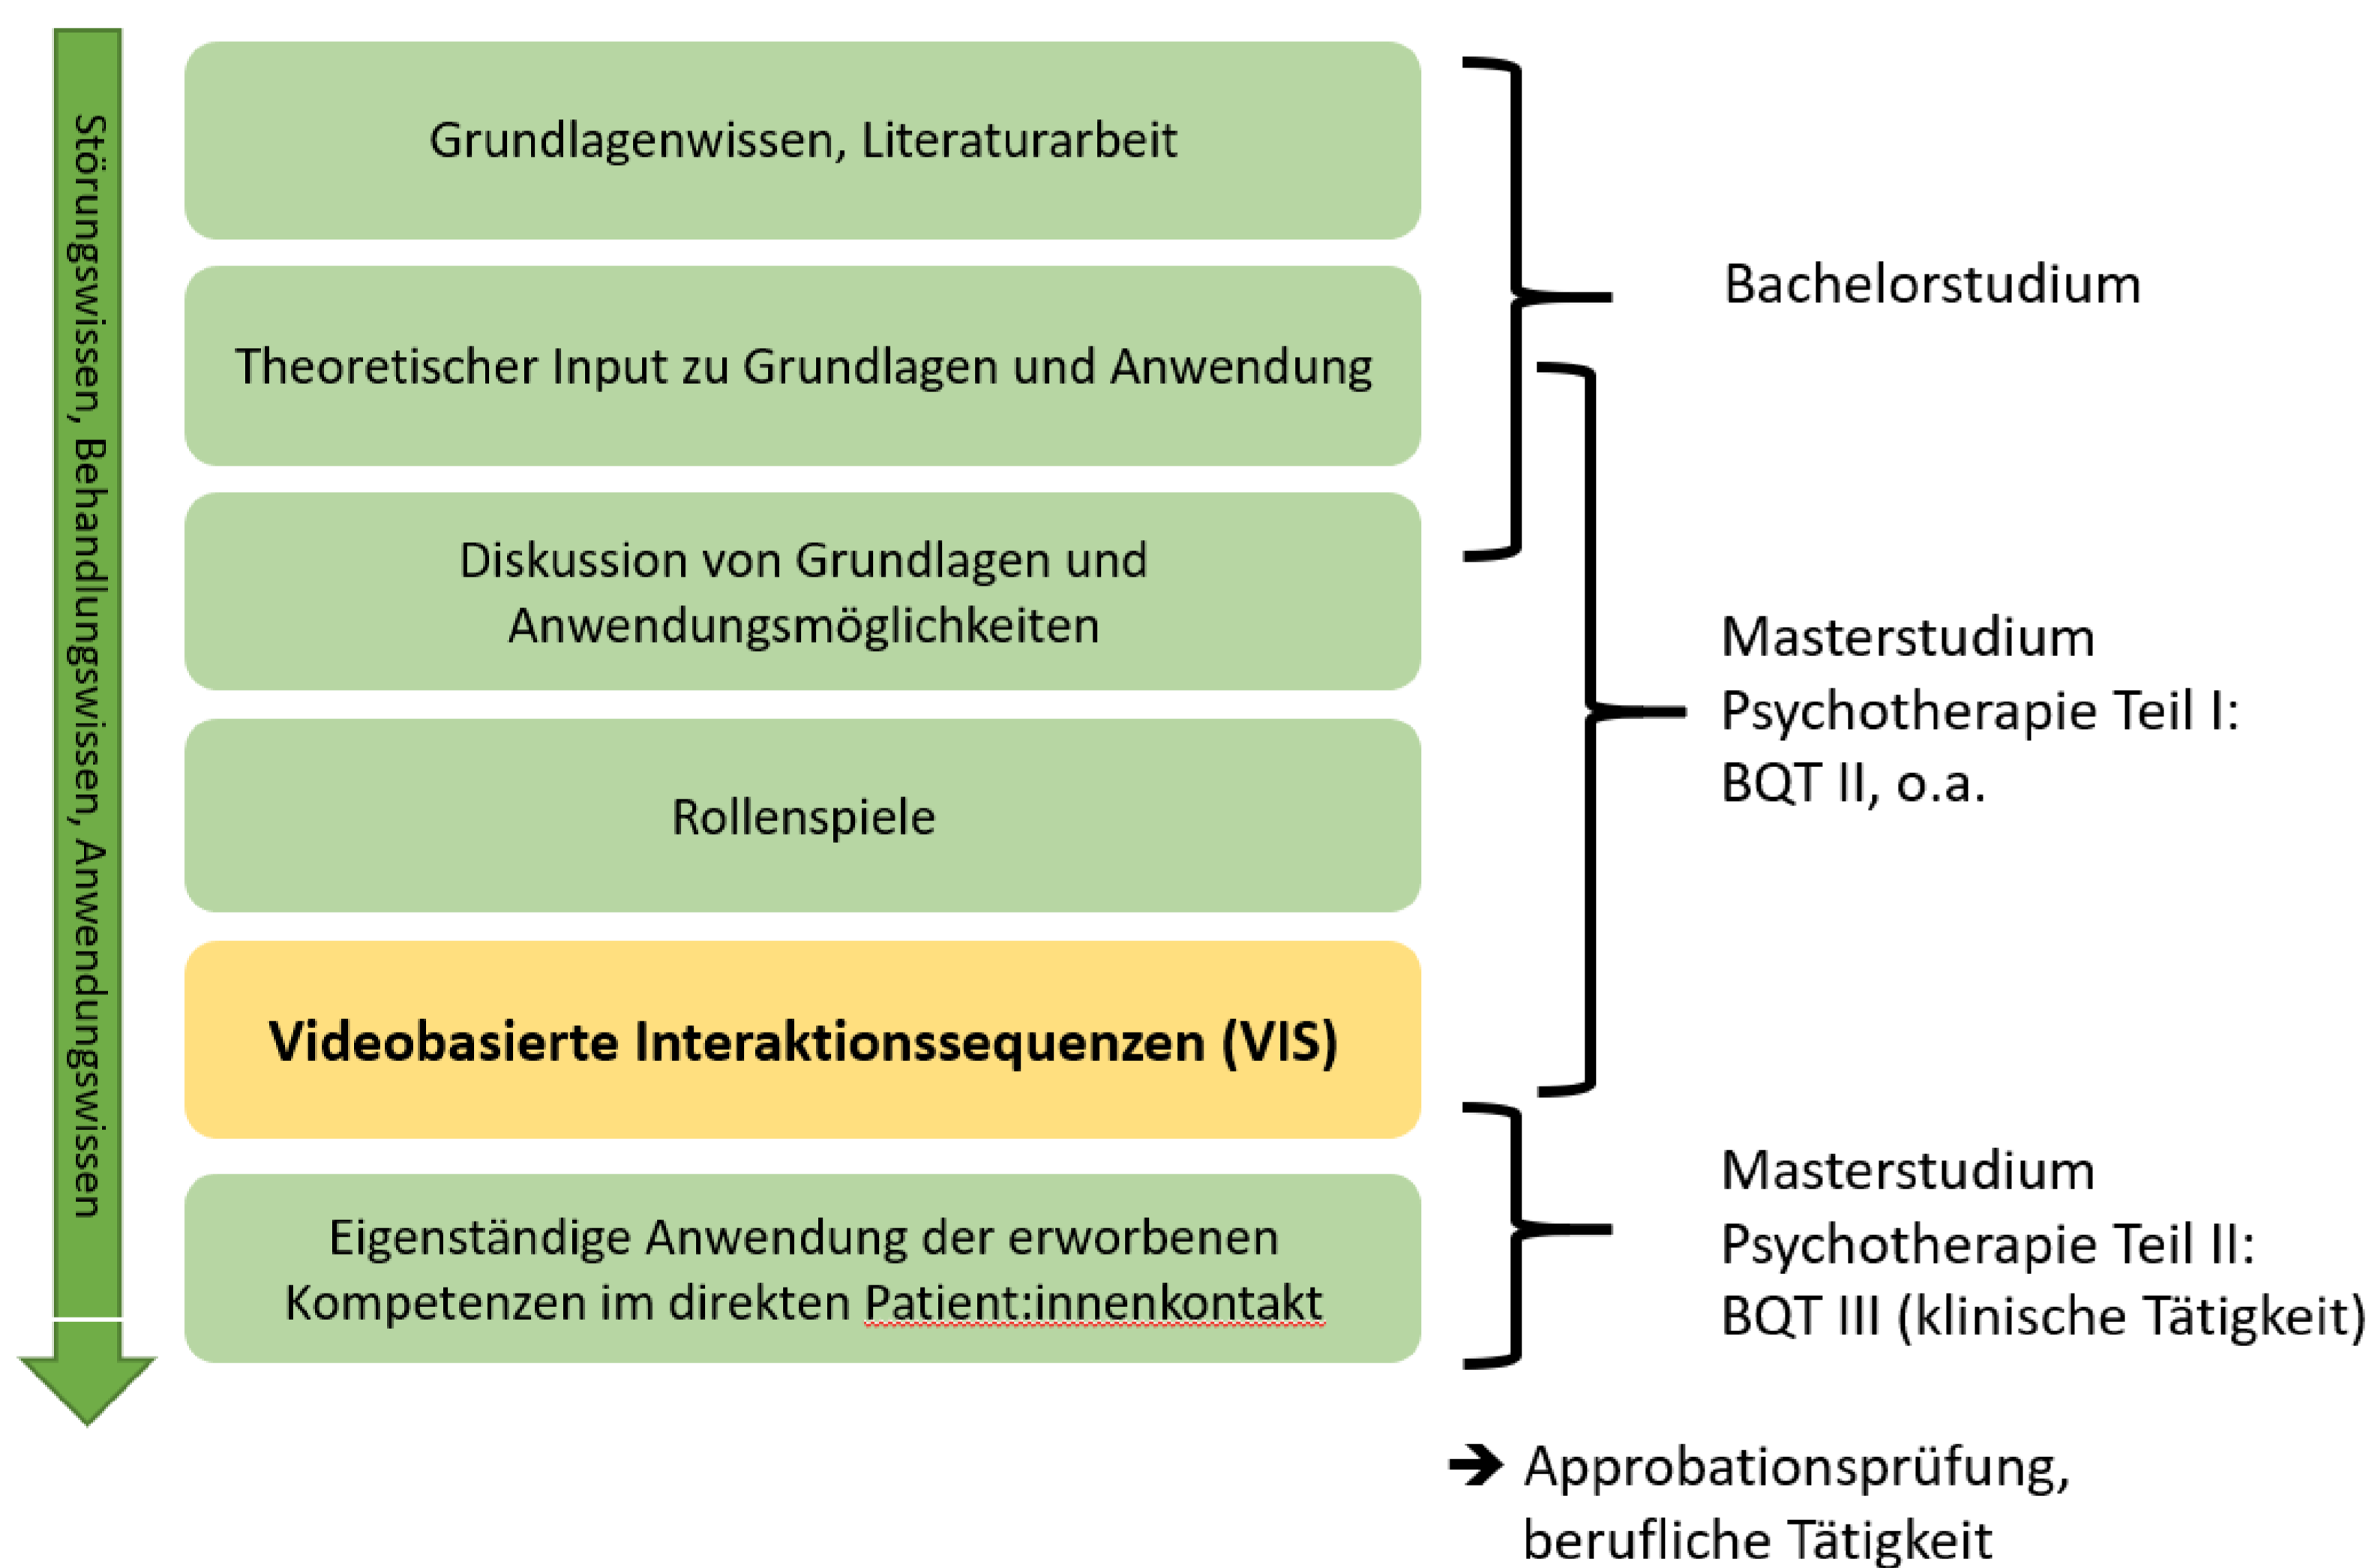 Störungswissen, Behandlungswissen, Anwendungswissen
Grundlagenwissen, Literaturarbeit
Theoretischer Input zu Grundlagen und Anwendung
Diskussion von Grundlagen und
Anwendungsmöglichkeiten
Rollenspiele
Videobasierte Interaktionssequenzen (VIS)
Eigenständige Anwendung der erworbenen
Kompetenzen im direkten Patient:innenkontakt
Bachelorstudium
Masterstudium
Psychotherapie Teil I:
BQT II, o.a.
Masterstudium
Psychotherapie Teil II:
BQT III (klinische Tätigkeit)
➔ Approbationsprüfung,
berufliche Tätigkeit